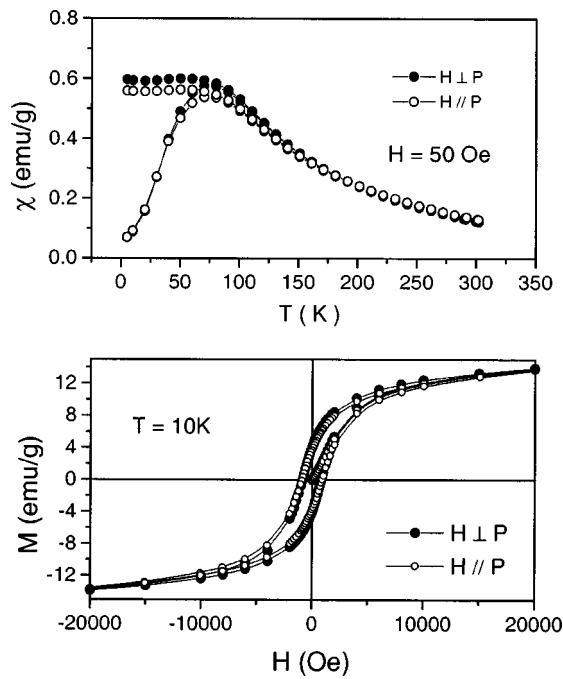 0.8
0.6
0.4
0.2
0.0
χ (emu/g)
H ⊥ P
H // P
H = 50 Oe
0 50 100 150 200 250 300 350
T ( K )
12
8
4
0
-4
-8
-12
M (emu/g)
T = 10K
H ⊥ P
H // P
-20000 -10000 0 10000 20000
H (Oe)